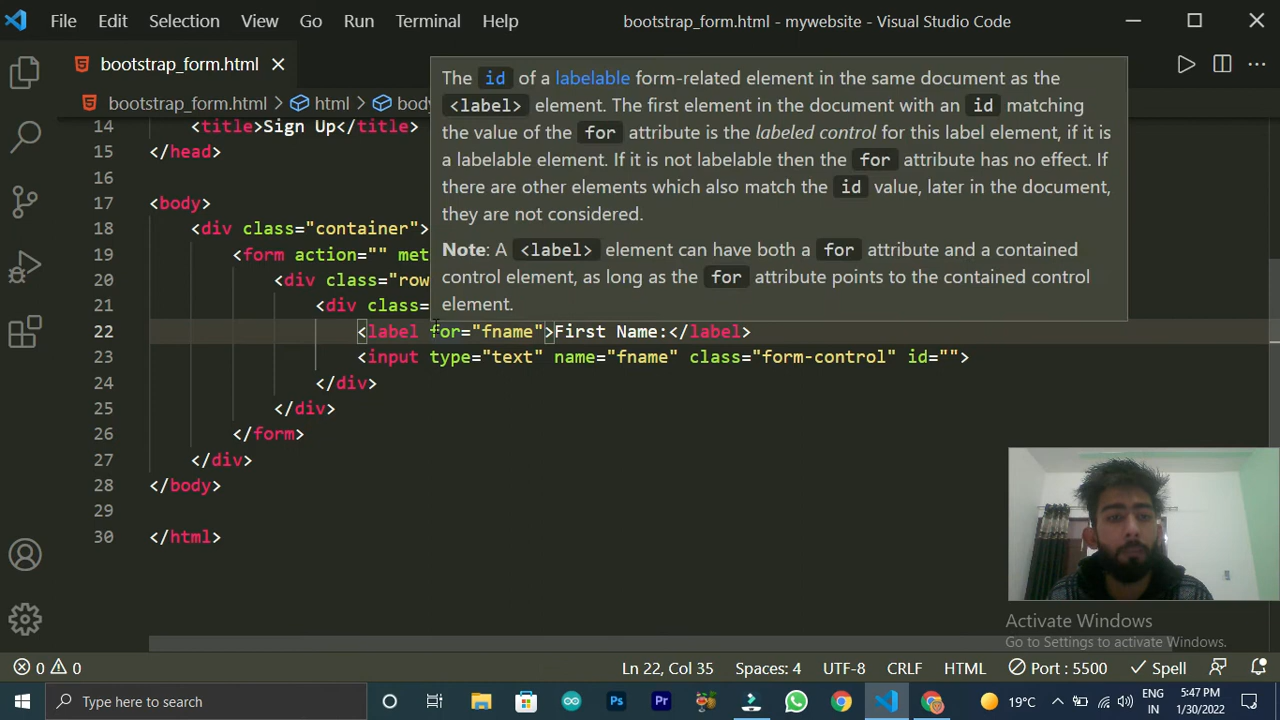 File Edit Selection View Go Run Terminal Help bootstrap_form.html - mywebsite - Visual Studio Code
bootstrap_form.html
bootstrap_form.html > html > body
The id of a labelable form-related element in the same document as the
<label> element. The first element in the document with an id matching
the value of the for attribute is the labeled control for this label element, if it is
a labelable element. If it is not labelable then the for attribute has no effect. If
there are other elements which also match the id value, later in the document,
they are not considered.
Note: A <label> element can have both a for attribute and a contained
control element, as long as the for attribute points to the contained control
element.
14 <title>Sign Up</title>
15 </head>
16
17 <body>
18 <div class="container">
19 <form action="" met
20 <div class="row
21 <div class=
22 <label for="fname">First Name:</label>
23 <input type="text" name="fname" class="form-control" id="">
24 </div>
25 </div>
26 </form>
27 </div>
28 </body>
29
30 </html>
Activate Windows
Go to Settings to activate Windows.
0 0 Ln 22, Col 35 Spaces: 4 UTF-8 CRLF HTML Port : 5500 Spell
Type here to search
Ps
Pr
19°C
ENG
IN
5:47 PM
1/30/2022